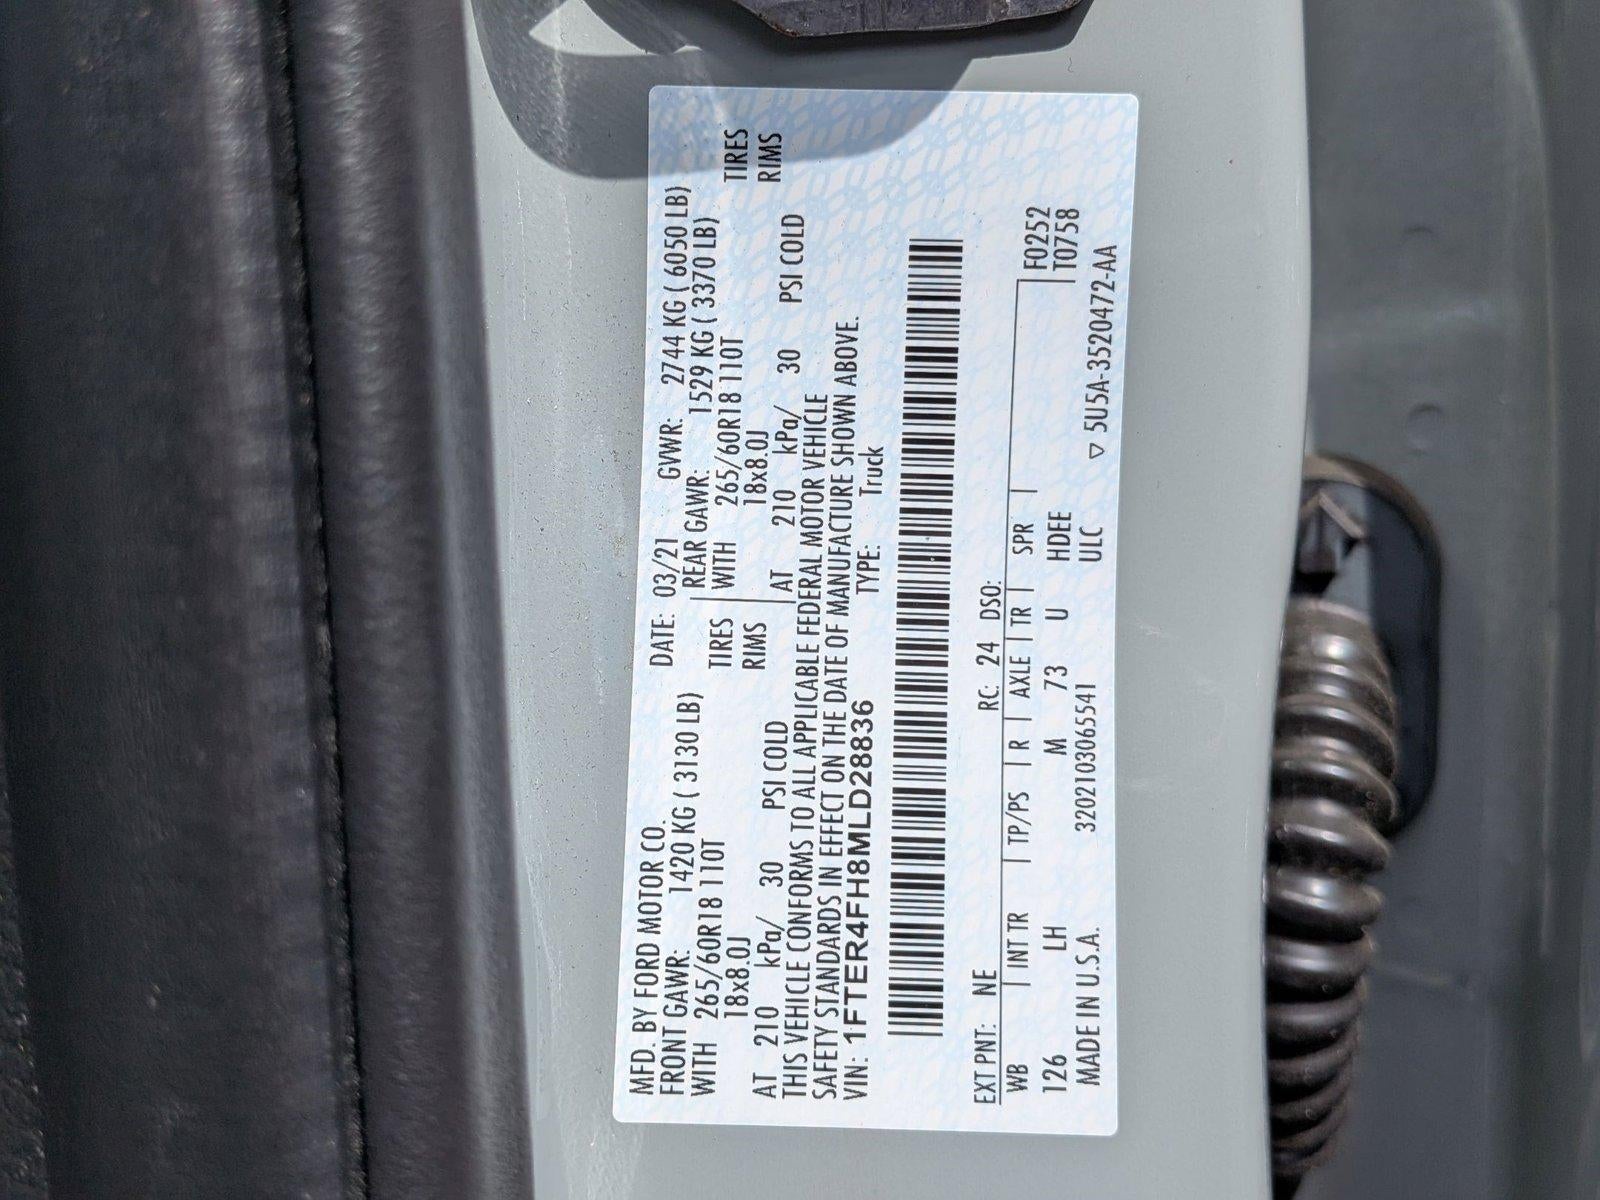 MFD. BY FORD MOTOR CO. DATE: 03/21 GVWR: 2744 KG ( 6050 LB)
FRONT GAWR: 1420 KG ( 3130 LB) REAR GAWR: 1529 KG ( 3370 LB)
WITH 265/60R18 110T TIRES WITH 265/60R18 110T TIRES
18x8.0J RIMS 18x8.0J RIMS
AT 210 kPa/ 30 PSI COLD AT 210 kPa/ 30 PSI COLD
THIS VEHICLE CONFORMS TO ALL APPLICABLE FEDERAL MOTOR VEHICLE
SAFETY STANDARDS IN EFFECT ON THE DATE OF MANUFACTURE SHOWN ABOVE.
VIN: 1FTER4FH8MLD28836 TYPE: Truck
EXT PNT: NE RC: 24 DSO:
WB | INT TR | TP/PS | R | AXLE | TR | SPR | F0252
126 LH M 73 U HDEE T0758
MADE IN U.S.A. 320210306554​1 ULC ▽ 5U5A-3520472-AA